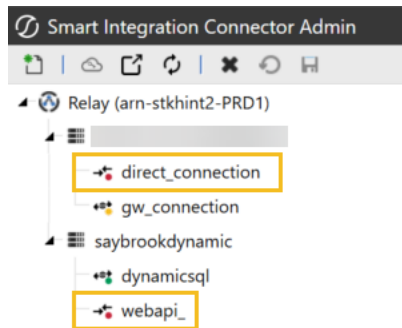 Smart Integration Connector Admin
Relay (arn-stkhint2-PRD1)
direct_connection
gw_connection
saybrookdynamic
dynamicsql
webapi_